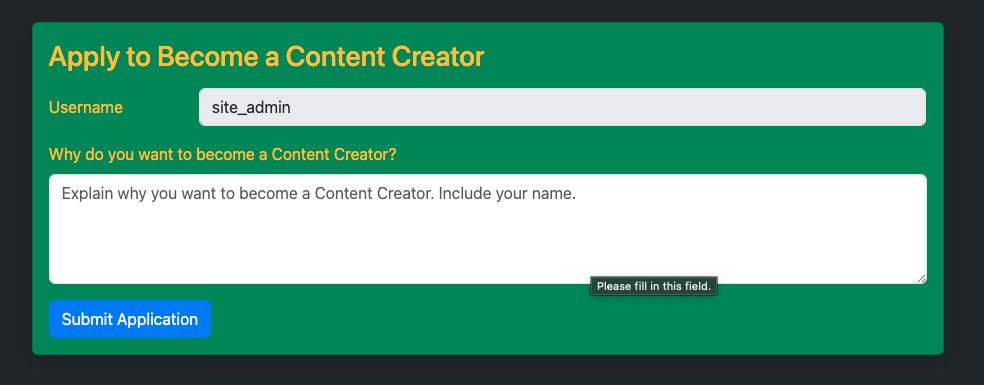 Apply to Become a Content Creator
Username
site_admin
Why do you want to become a Content Creator?
Explain why you want to become a Content Creator. Include your name.
Please fill in this field.
Submit Application